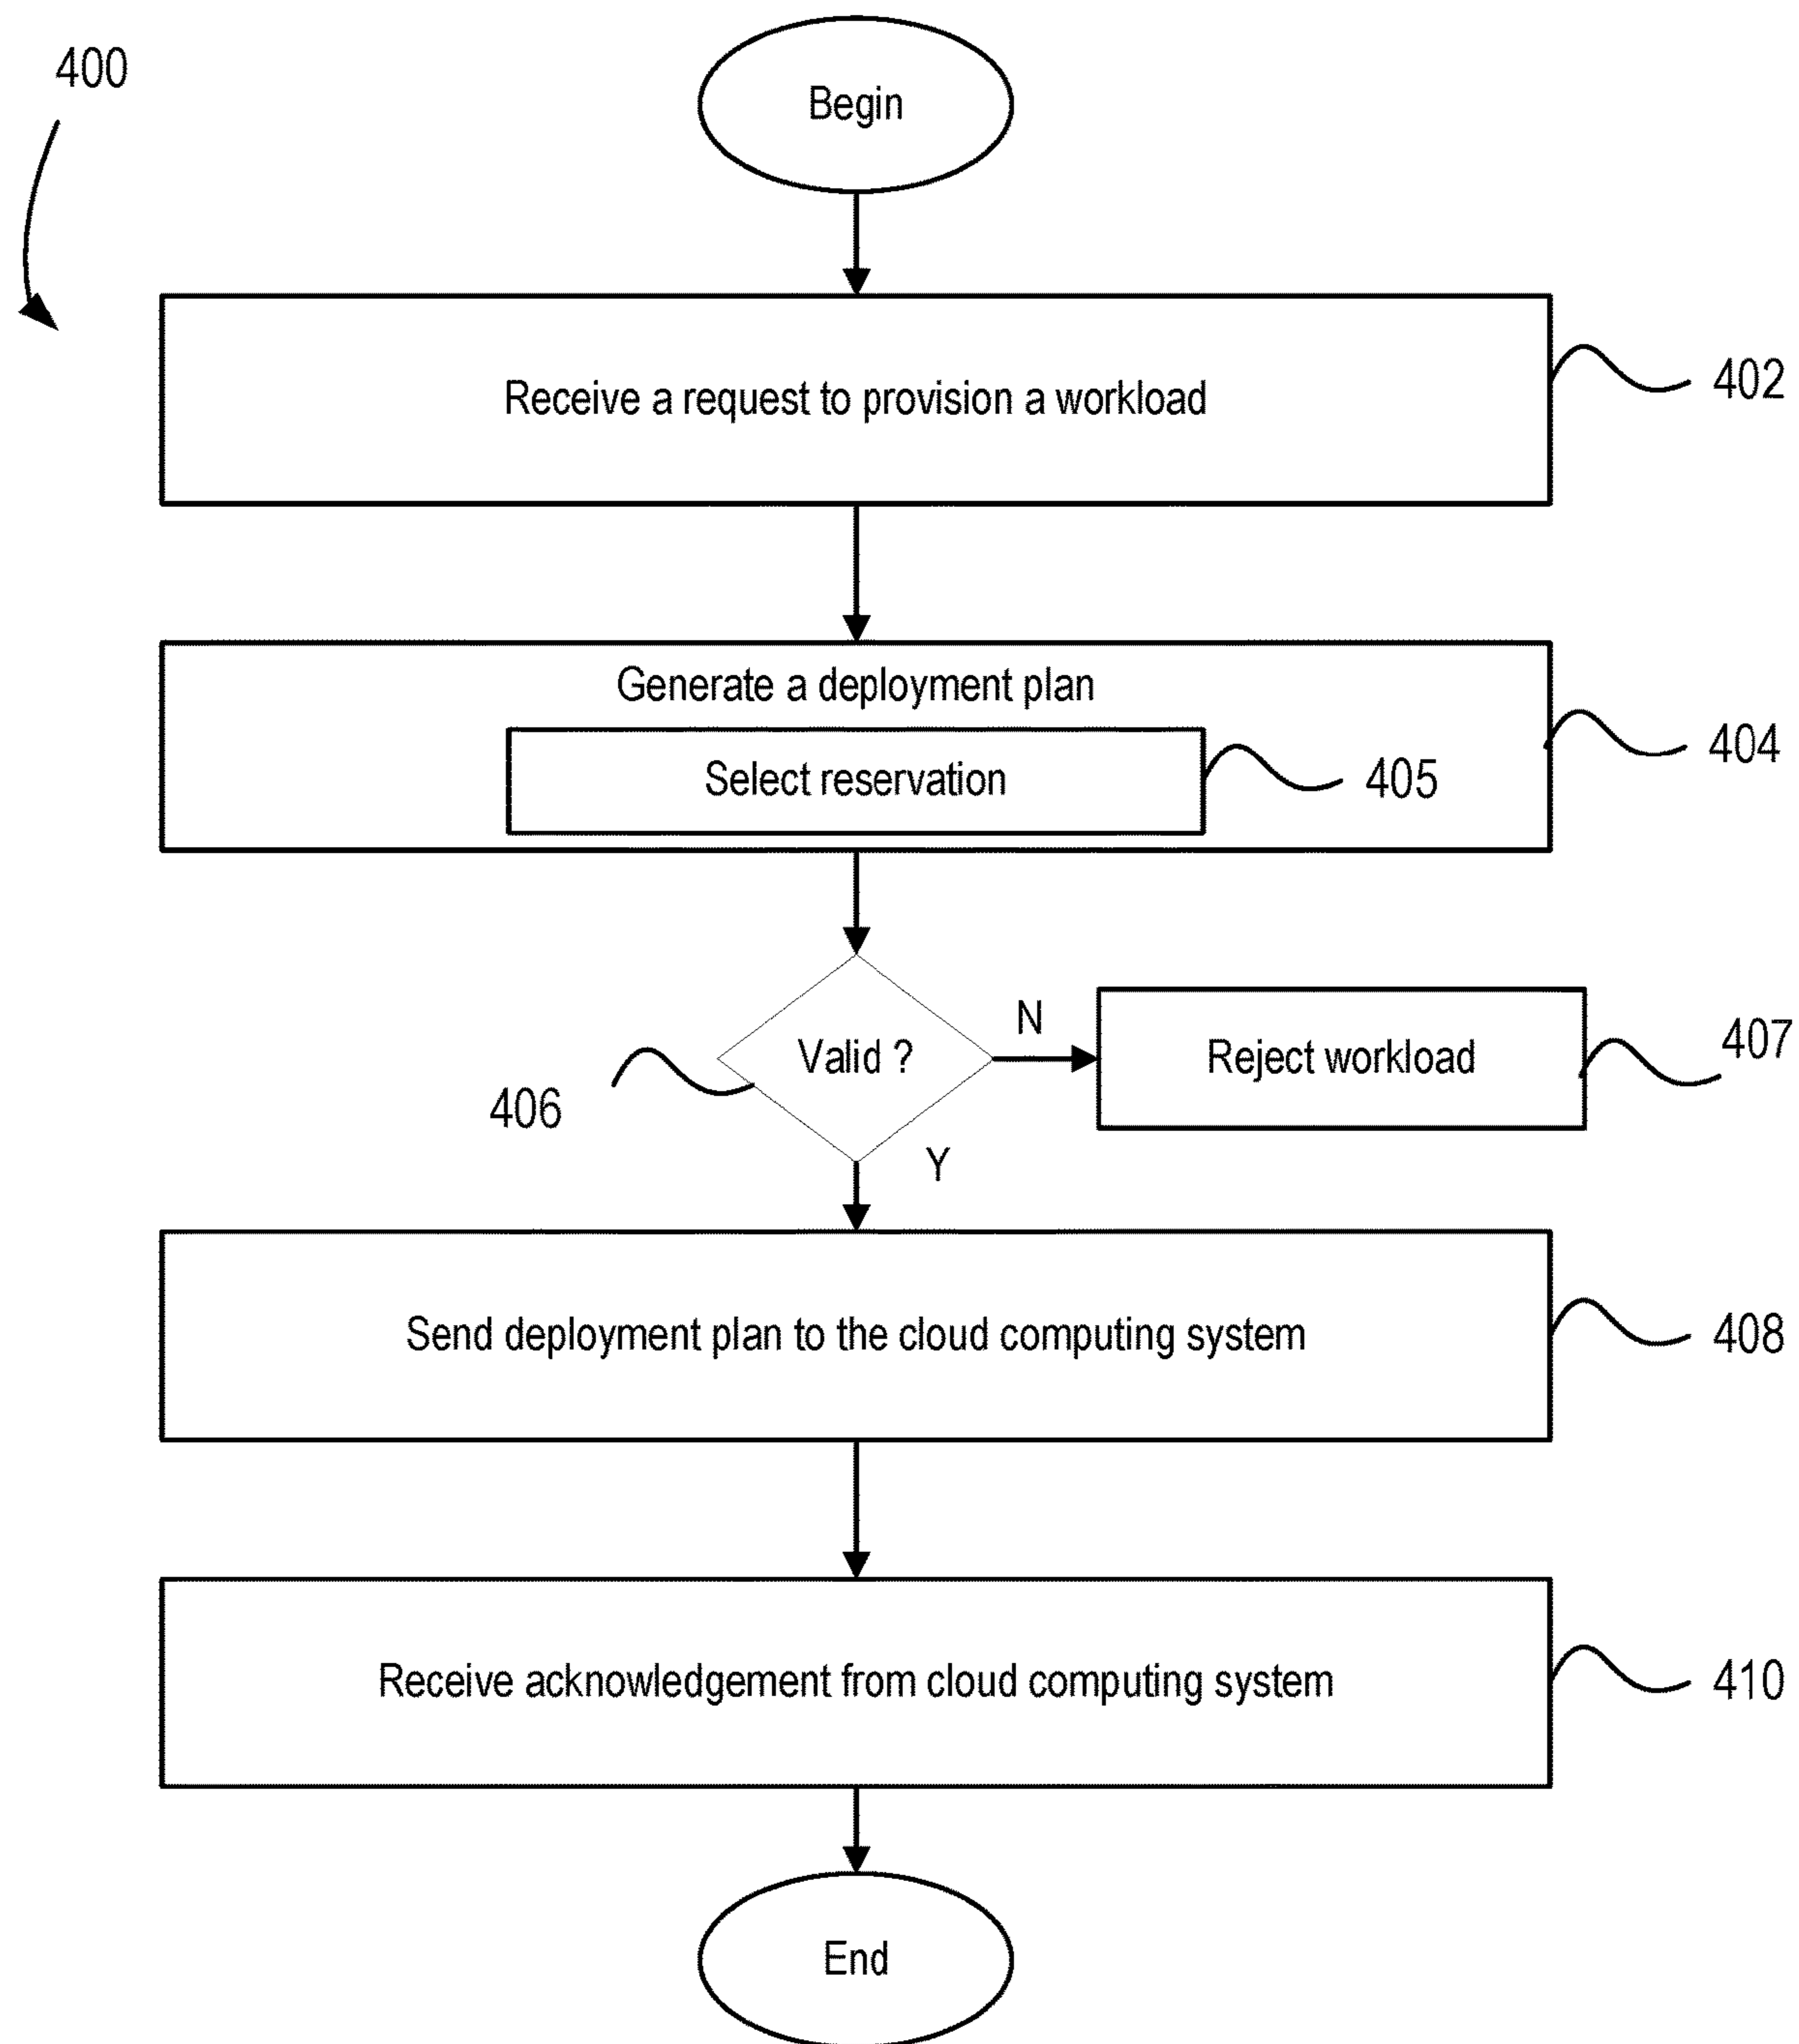 400
Begin
Receive a request to provision a workload
402
Generate a deployment plan
404
Select reservation
405
Valid ?
N
Reject workload
407
406
Y
Send deployment plan to the cloud computing system
408
Receive acknowledgement from cloud computing system
410
End